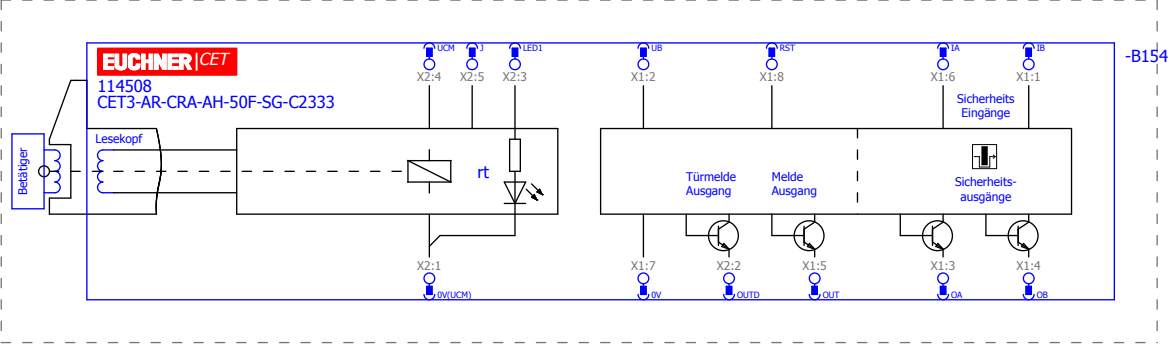 UCM J LED1 UB RST IA IB
-B154
EUCHNER CET
X2:4 X2:5 X2:3 X1:2 X1:8 X1:6 X1:1
114508
CET3-AR-CRA-AH-50F-SG-C2333
Sicherheits
Eingänge
Lesekopf
Betätiger
rt
Türmelde
Ausgang
Melde
Ausgang
Sicherheits-
ausgänge
X2:1 X1:7 X2:2 X1:5 X1:3 X1:4
0V(UCM) 0V OUTD OUT OA OB